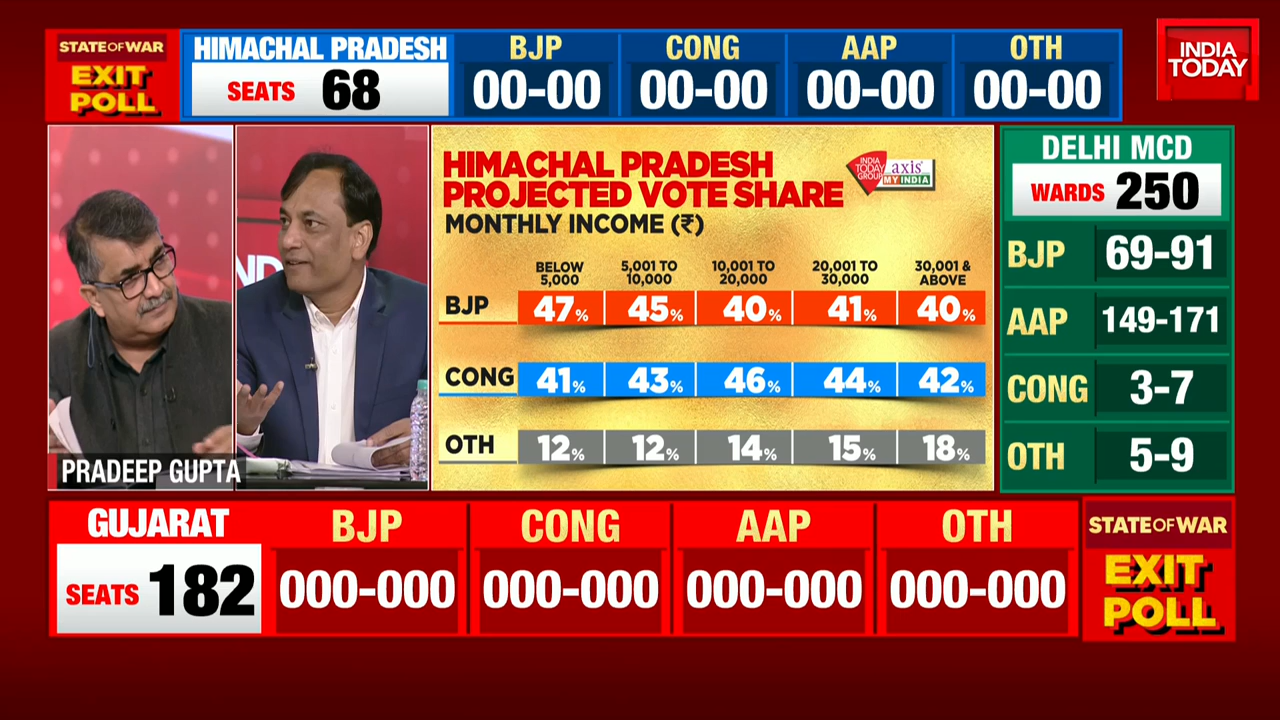 STATE OF WAR
EXIT
POLL
HIMACHAL PRADESH
SEATS 68
BJP CONG AAP OTH
00-00 00-00 00-00 00-00
INDIA
TODAY
HIMACHAL PRADESH
PROJECTED VOTE SHARE
MONTHLY INCOME (₹)
INDIA
TODAY
GROUP
axis
MY INDIA
BELOW
5,000
5,001 TO
10,000
10,001 TO
20,000
20,001 TO
30,000
30,001 &
ABOVE
BJP 47% 45% 40% 41% 40%
CONG 41% 43% 46% 44% 42%
OTH 12% 12% 14% 15% 18%
PRADEEP GUPTA
DELHI MCD
WARDS 250
BJP 69-91
AAP 149-171
CONG 3-7
OTH 5-9
GUJARAT
SEATS 182
BJP CONG AAP OTH
000-000 000-000 000-000 000-000
STATE OF WAR
EXIT
POLL